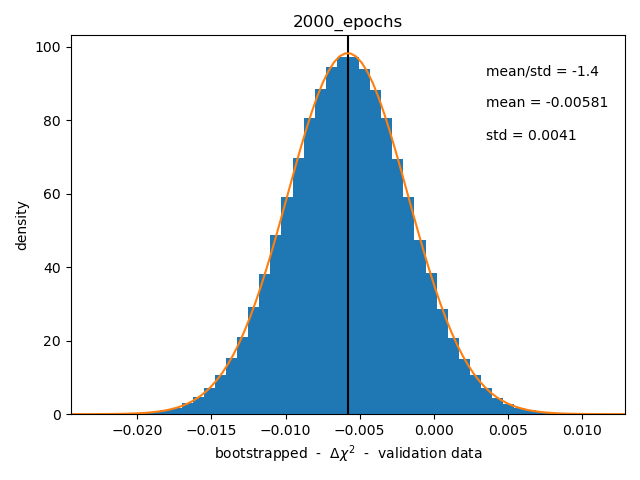 2000_epochs
mean/std = -1.4
mean = -0.00581
std = 0.0041
density
100
80
60
40
20
0
−0.020 −0.015 −0.010 −0.005 0.000 0.005 0.010
bootstrapped - Δχ² - validation data